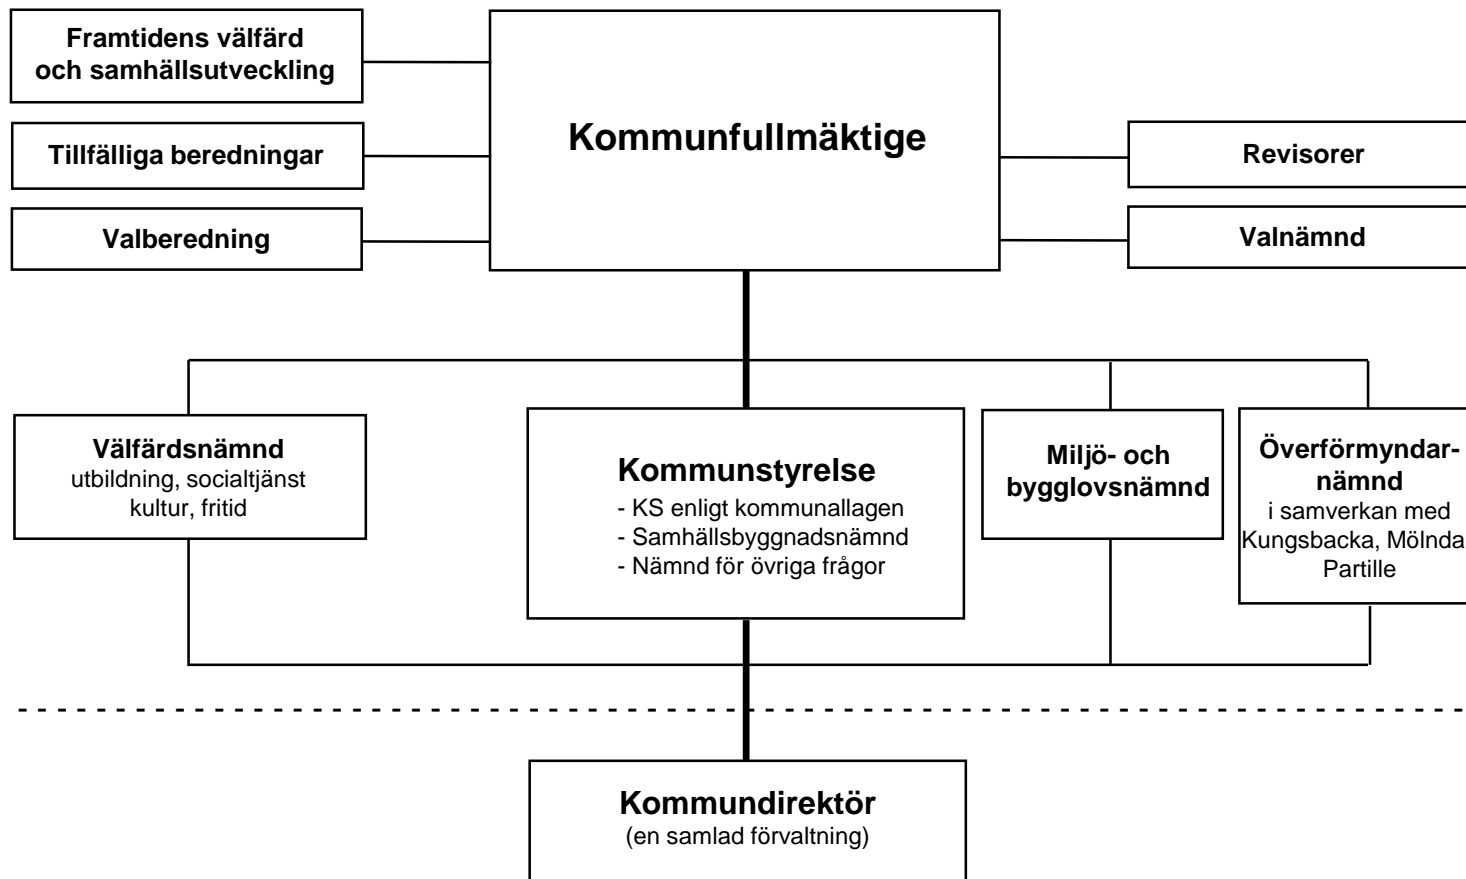 Framtidens välfärd
och samhällsutveckling
Tillfälliga beredningar
Valberedning
Kommunfullmäktige
Revisorer
Valnämnd
Välfärdsnämnd
utbildning, socialtjänst
kultur, fritid
Kommunstyrelse
- KS enligt kommunallagen
- Samhällsbyggnadsnämnd
- Nämnd för övriga frågor
Miljö- och
bygglovsnämnd
Överförmyndar-
nämnd
i samverkan med
Kungsbacka, Mölnda
Partille
Kommundirektör
(en samlad förvaltning)